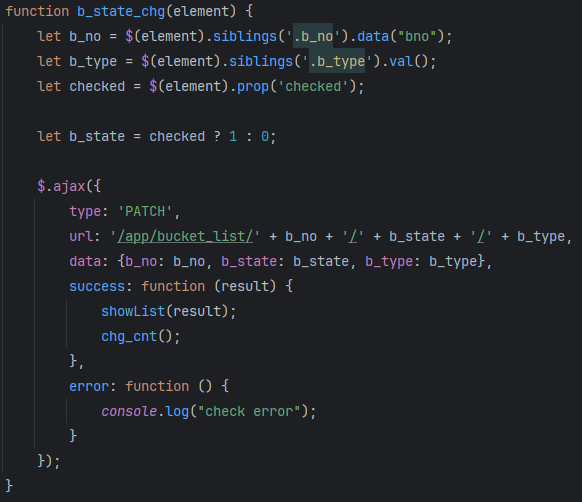 function b_state_chg(element) {
    let b_no = $(element).siblings('.b_no').data("bno");
    let b_type = $(element).siblings('.b_type').val();
    let checked = $(element).prop('checked');

    let b_state = checked ? 1 : 0;

    $.ajax({
        type: 'PATCH',
        url: '/app/bucket_list/' + b_no + '/' + b_state + '/' + b_type,
        data: {b_no: b_no, b_state: b_state, b_type: b_type},
        success: function (result) {
            showList(result);
            chg_cnt();
        },
        error: function () {
            console.log("check error");
        }
    });
}